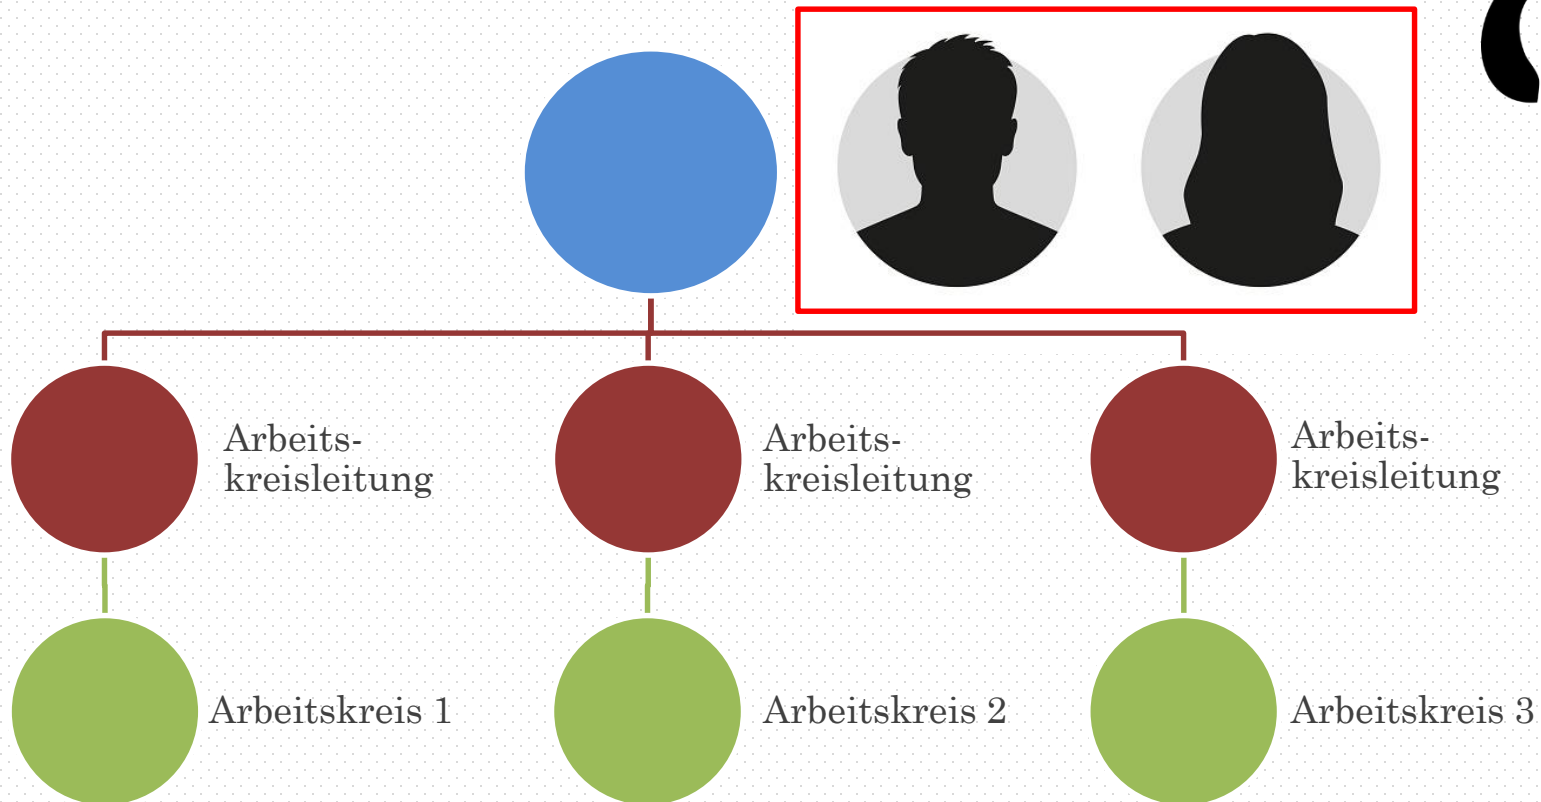 Arbeits-
kreisleitung
Arbeits-
kreisleitung
Arbeits-
kreisleitung
Arbeitskreis 1
Arbeitskreis 2
Arbeitskreis 3